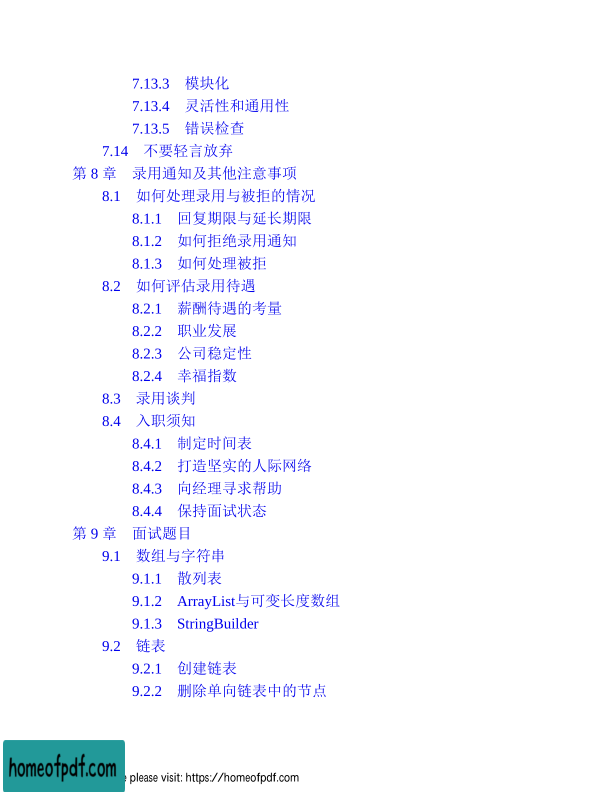 7.13.3 模块化
7.13.4 灵活性和通用性
7.13.5 错误检查
7.14 不要轻言放弃
第 8 章 录用通知及其他注意事项
8.1 如何处理录用与被拒的情况
8.1.1 回复期限与延长期限
8.1.2 如何拒绝录用通知
8.1.3 如何处理被拒
8.2 如何评估录用待遇
8.2.1 薪酬待遇的考量
8.2.2 职业发展
8.2.3 公司稳定性
8.2.4 幸福指数
8.3 录用谈判
8.4 入职须知
8.4.1 制定时间表
8.4.2 打造坚实的人际网络
8.4.3 向经理寻求帮助
8.4.4 保持面试状态
第 9 章 面试题目
9.1 数组与字符串
9.1.1 散列表
9.1.2 ArrayList与可变长度数组
9.1.3 StringBuilder
9.2 链表
9.2.1 创建链表
9.2.2 删除单向链表中的节点
homeofpdf.com
please visit: https://homeofpdf.com